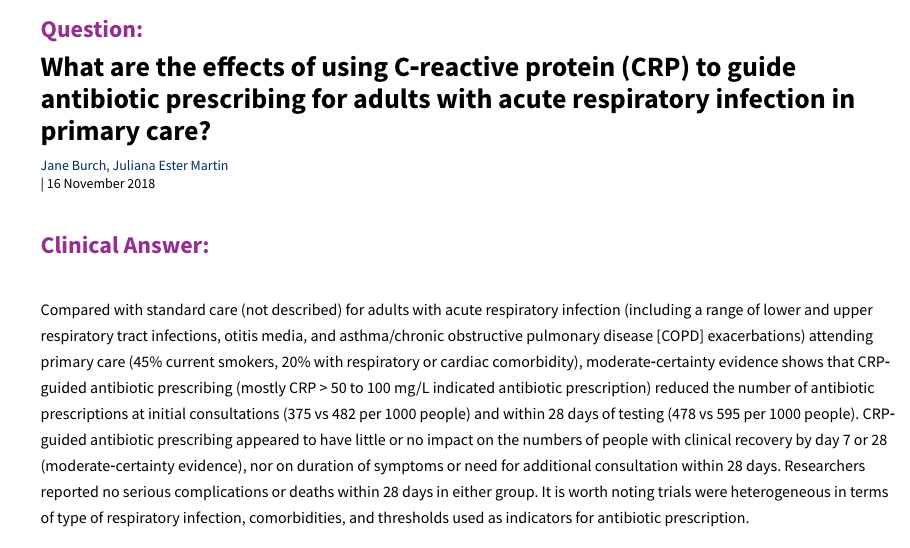 Question:
What are the effects of using C-reactive protein (CRP) to guide
antibiotic prescribing for adults with acute respiratory infection in
primary care?
Jane Burch, Juliana Ester Martin
| 16 November 2018
Clinical Answer:
Compared with standard care (not described) for adults with acute respiratory infection (including a range of lower and upper
respiratory tract infections, otitis media, and asthma/chronic obstructive pulmonary disease [COPD] exacerbations) attending
primary care (45% current smokers, 20% with respiratory or cardiac comorbidity), moderate-certainty evidence shows that CRP-
guided antibiotic prescribing (mostly CRP > 50 to 100 mg/L indicated antibiotic prescription) reduced the number of antibiotic
prescriptions at initial consultations (375 vs 482 per 1000 people) and within 28 days of testing (478 vs 595 per 1000 people). CRP-
guided antibiotic prescribing appeared to have little or no impact on the numbers of people with clinical recovery by day 7 or 28
(moderate-certainty evidence), nor on duration of symptoms or need for additional consultation within 28 days. Researchers
reported no serious complications or deaths within 28 days in either group. It is worth noting trials were heterogeneous in terms
of type of respiratory infection, comorbidities, and thresholds used as indicators for antibiotic prescription.